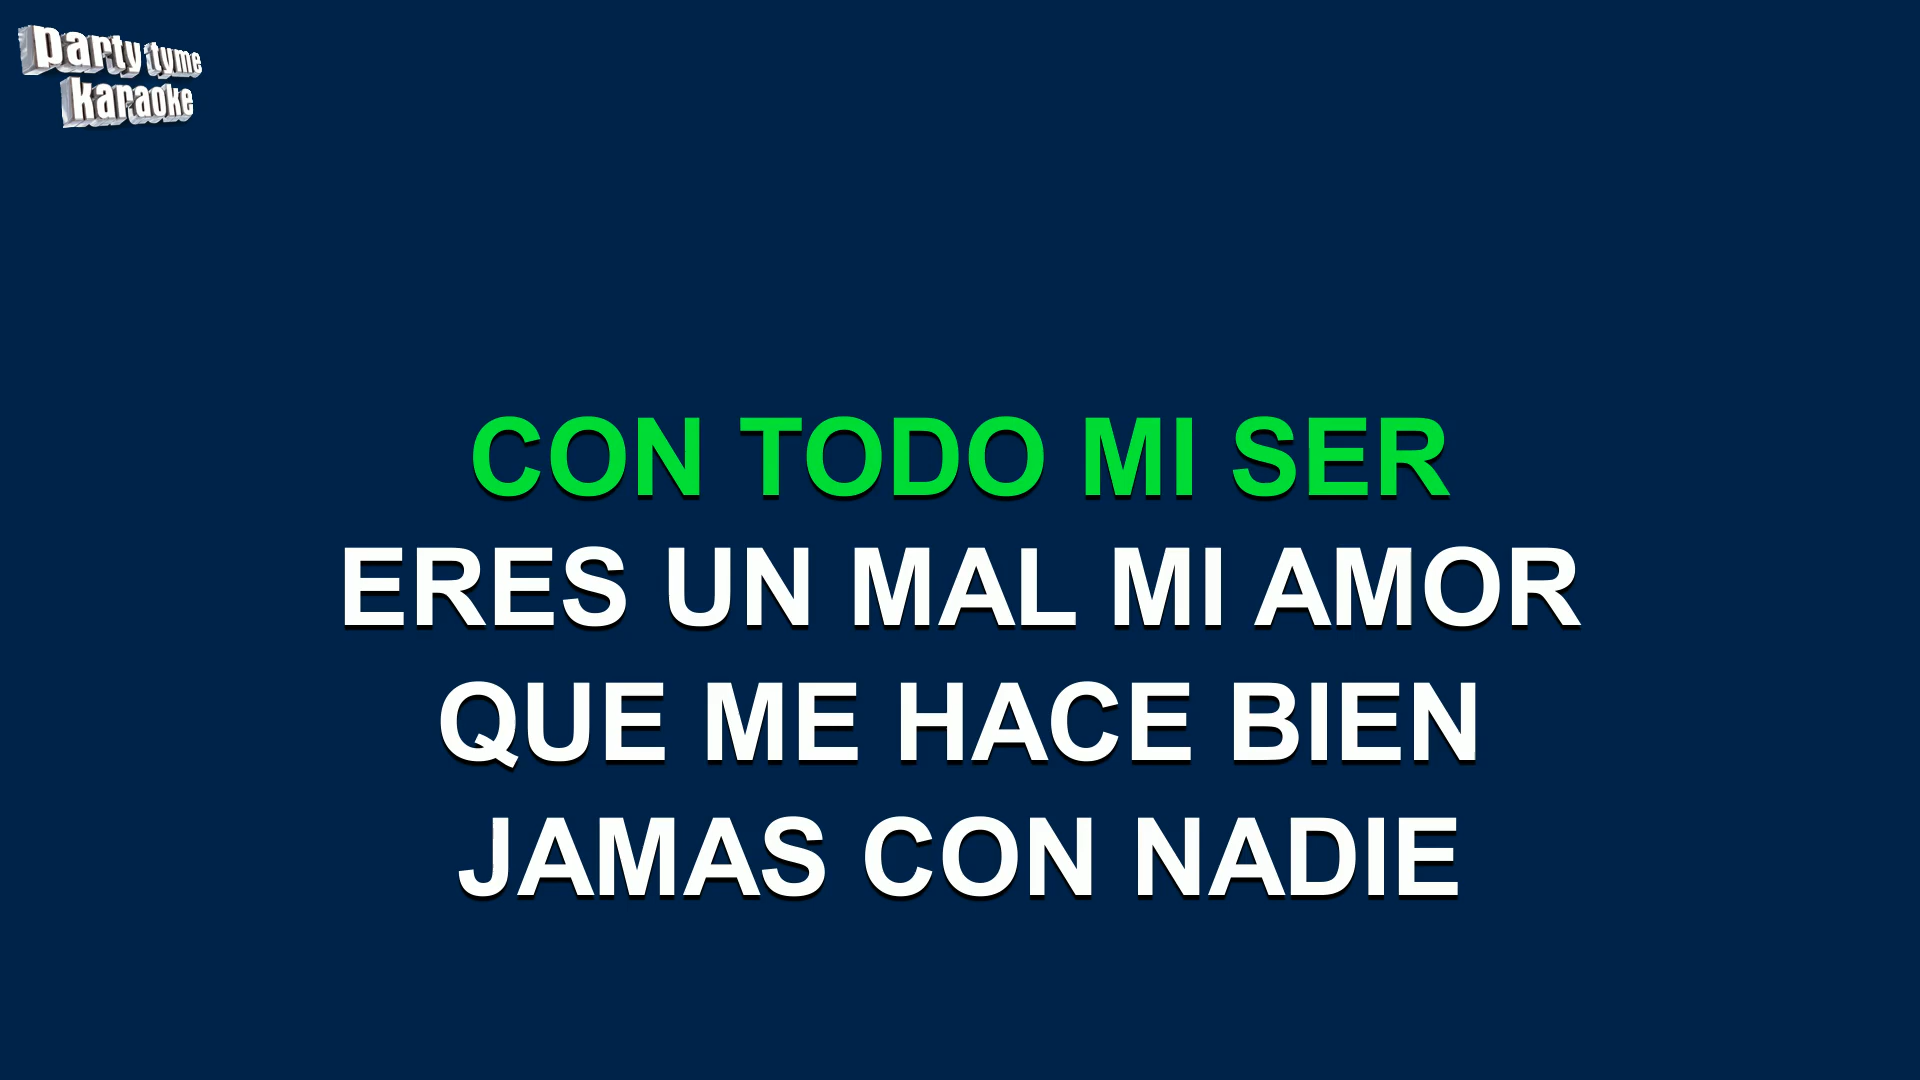 party tyme
karaoke
CON TODO MI SER
ERES UN MAL MI AMOR
QUE ME HACE BIEN
JAMAS CON NADIE